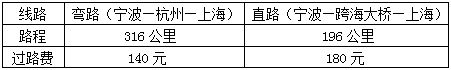 线路 弯路（宁波—杭州—上海） 直路（宁波—跨海大桥—上海）
路程 316 公里 196 公里
过路费 140 元 180 元